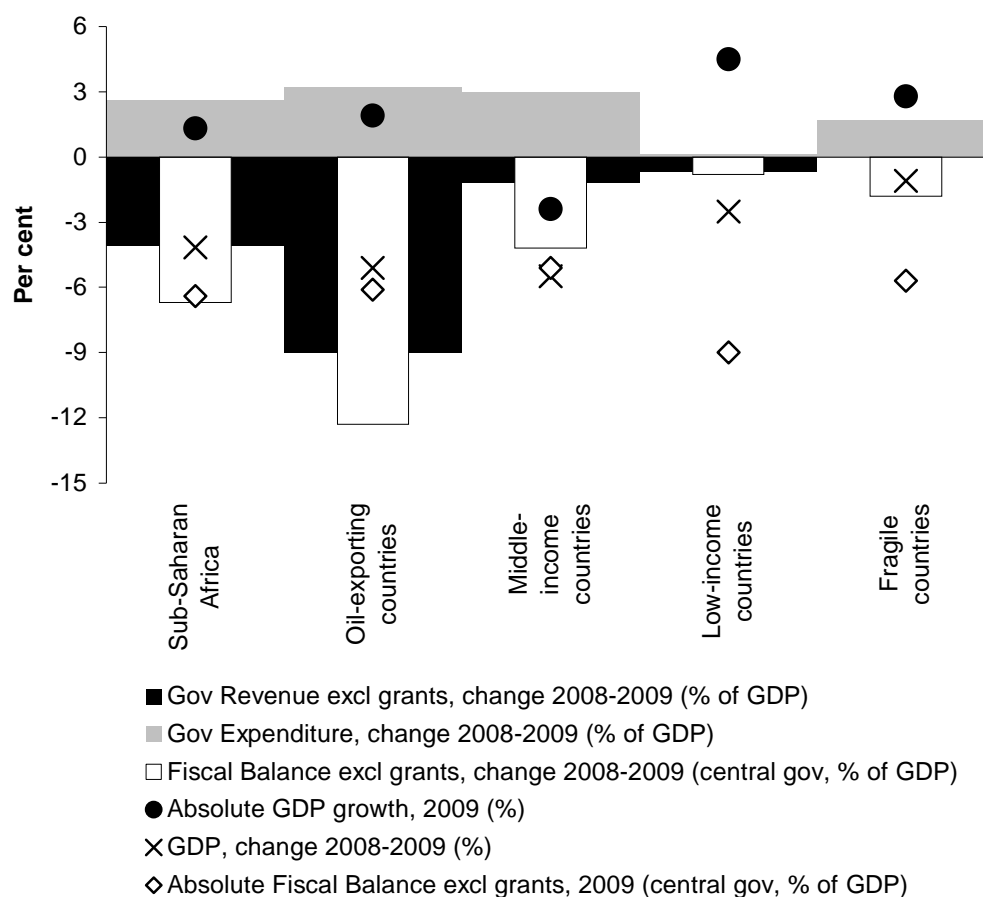 6
3
0
-3
-6
-9
-12
-15
Per cent
Sub-Saharan
Africa
Oil-exporting
countries
Middle-
income
countries
Low-income
countries
Fragile
countries
Gov Revenue excl grants, change 2008-2009 (% of GDP)
Gov Expenditure, change 2008-2009 (% of GDP)
Fiscal Balance excl grants, change 2008-2009 (central gov, % of GDP)
Absolute GDP growth, 2009 (%)
GDP, change 2008-2009 (%)
Absolute Fiscal Balance excl grants, 2009 (central gov, % of GDP)